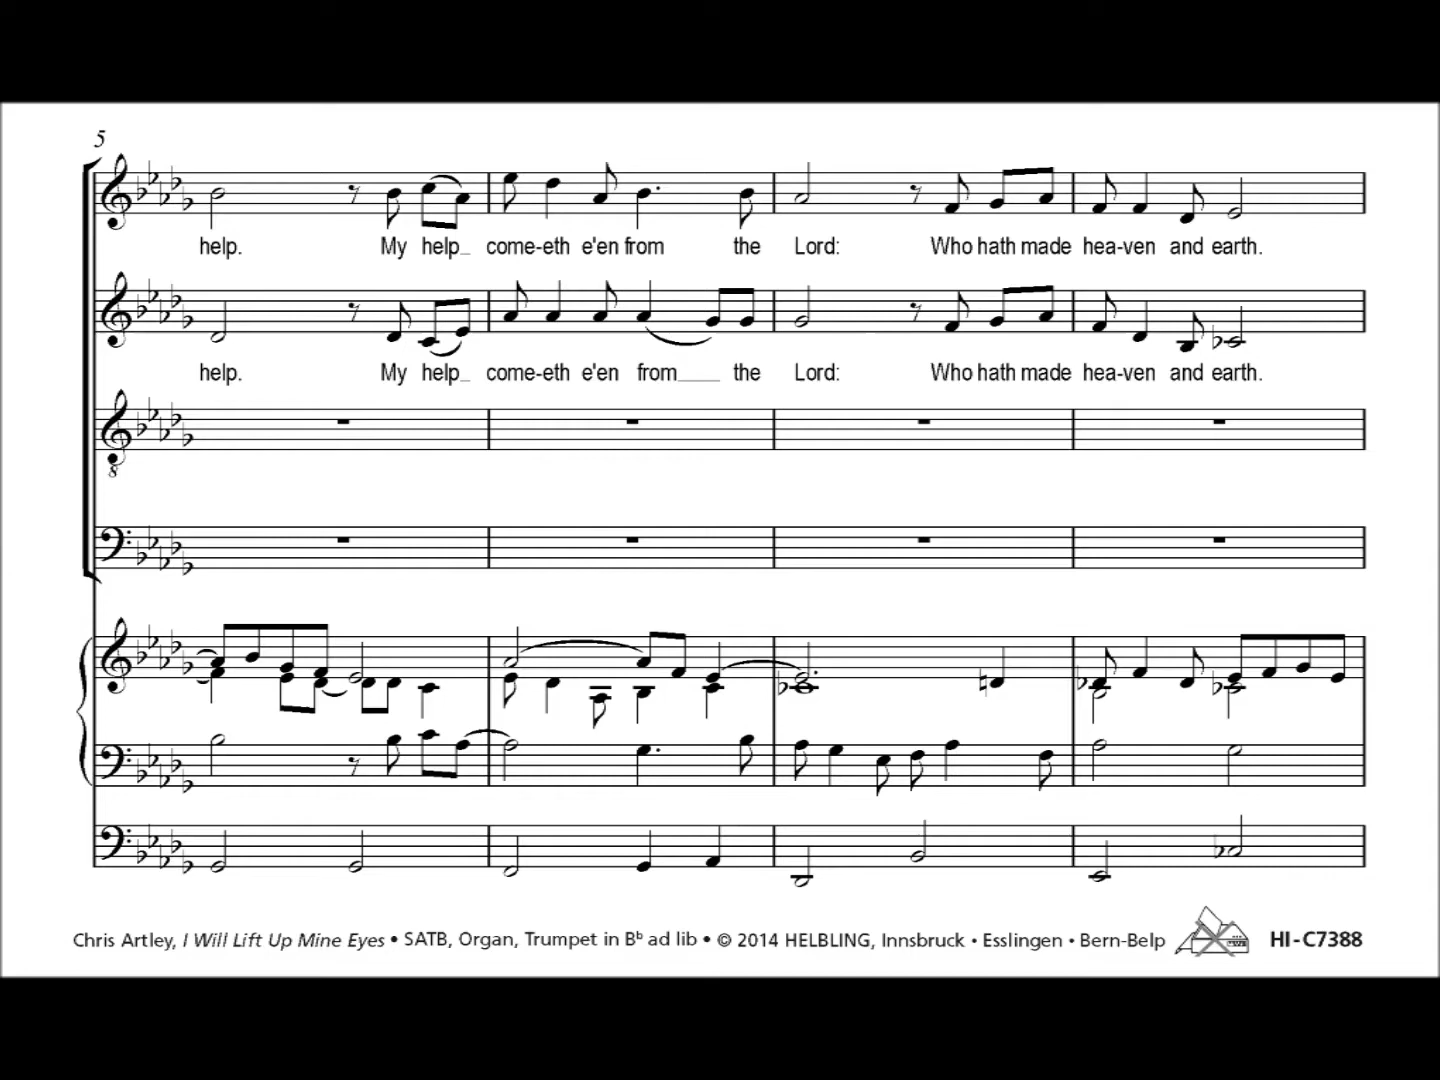 5
help. My help_ come-eth e'en from the Lord: Who hath made hea-ven and earth.
help. My help_ come-eth e'en from____ the Lord: Who hath made hea-ven and earth.
8
Chris Artley, I Will Lift Up Mine Eyes • SATB, Organ, Trumpet in B♭ ad lib • © 2014 HELBLING, Innsbruck • Esslingen • Bern-Belp HI-C7388